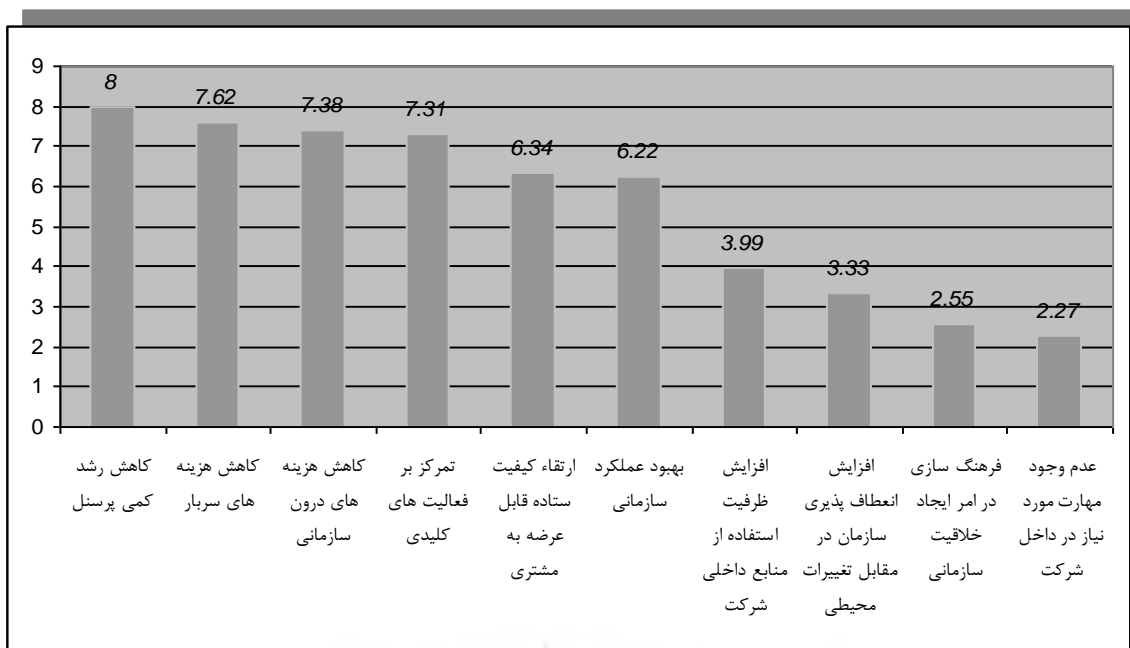 9
8
7
6
5
4
3
2
1
0
8
7.62
7.38
7.31
6.34
6.22
3.99
3.33
2.55
2.27
کاهش رشد
کمی پرسنل
کاهش هزینه
های سربار
کاهش هزینه
های درون
سازمانی
تمرکز بر
فعالیت های
کلیدی
ارتقاء کیفیت
ستاده قابل
عرضه به
مشتری
بهبود عملکرد
سازمانی
افزایش
ظرفیت
استفاده از
منابع داخلی
شرکت
افزایش
انعطاف پذیری
سازمان در
مقابل تغییرات
محیطی
فرهنگ سازی
در امر ایجاد
خلاقیت
سازمانی
عدم وجود
مهارت مورد
نیاز در داخل
شرکت